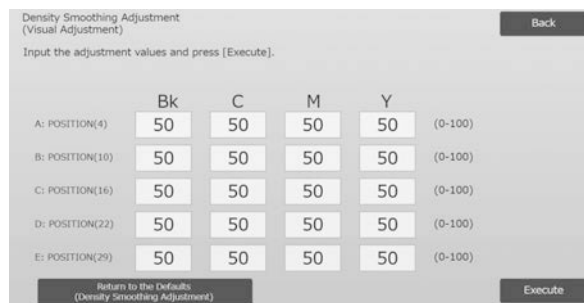 Density Smoothing Adjustment
(Visual Adjustment)
Back
Input the adjustment values and press [Execute].
Bk C M Y
A: POSITION(4) 50 50 50 50 (0-100)
B: POSITION(10) 50 50 50 50 (0-100)
C: POSITION(16) 50 50 50 50 (0-100)
D: POSITION(22) 50 50 50 50 (0-100)
E: POSITION(29) 50 50 50 50 (0-100)
Return to the Defaults
(Density Smoothing Adjustment)
Execute